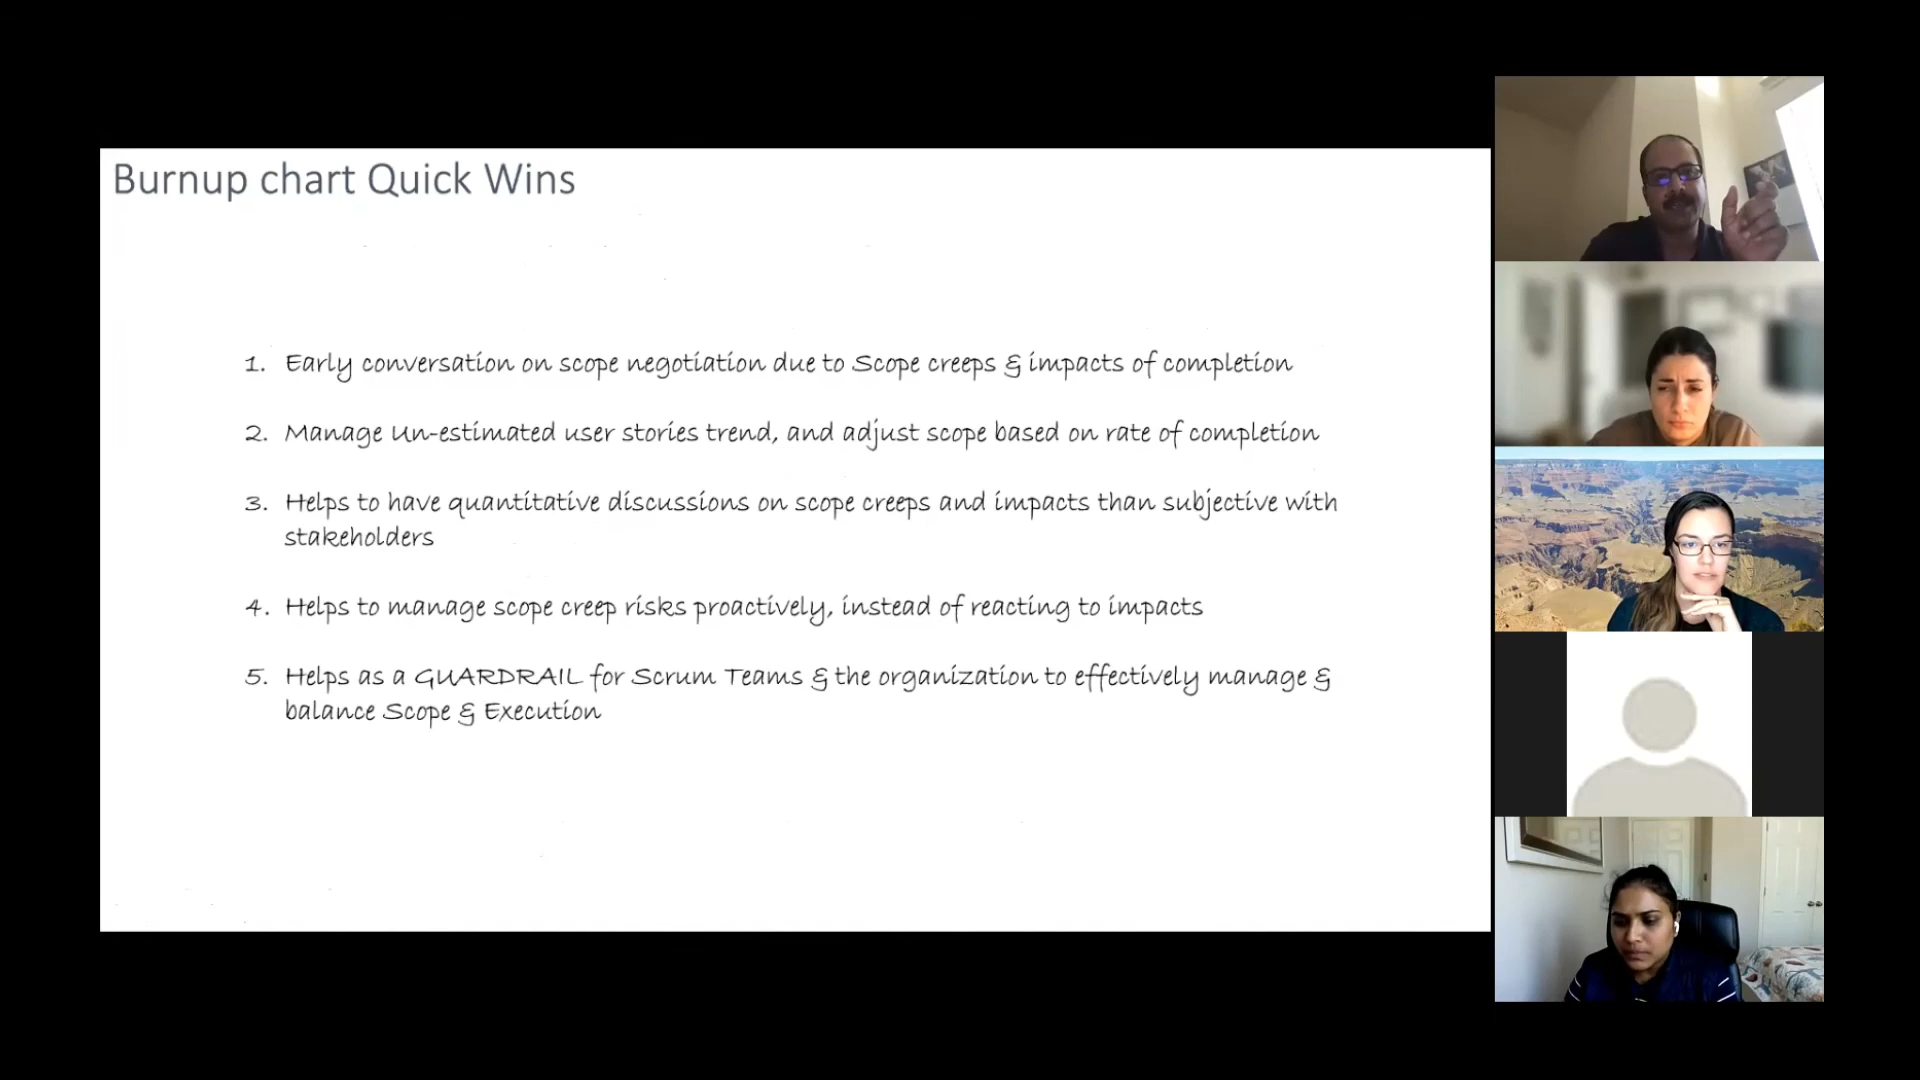 Burnup chart Quick Wins
1. Early conversation on scope negotiation due to Scope creeps & impacts of completion
2. Manage Un-estimated user stories trend, and adjust scope based on rate of completion
3. Helps to have quantitative discussions on scope creeps and impacts than subjective with
stakeholders
4. Helps to manage scope creep risks proactively, instead of reacting to impacts
5. Helps as a GUARDRAIL for Scrum Teams & the organization to effectively manage &
balance Scope & Execution